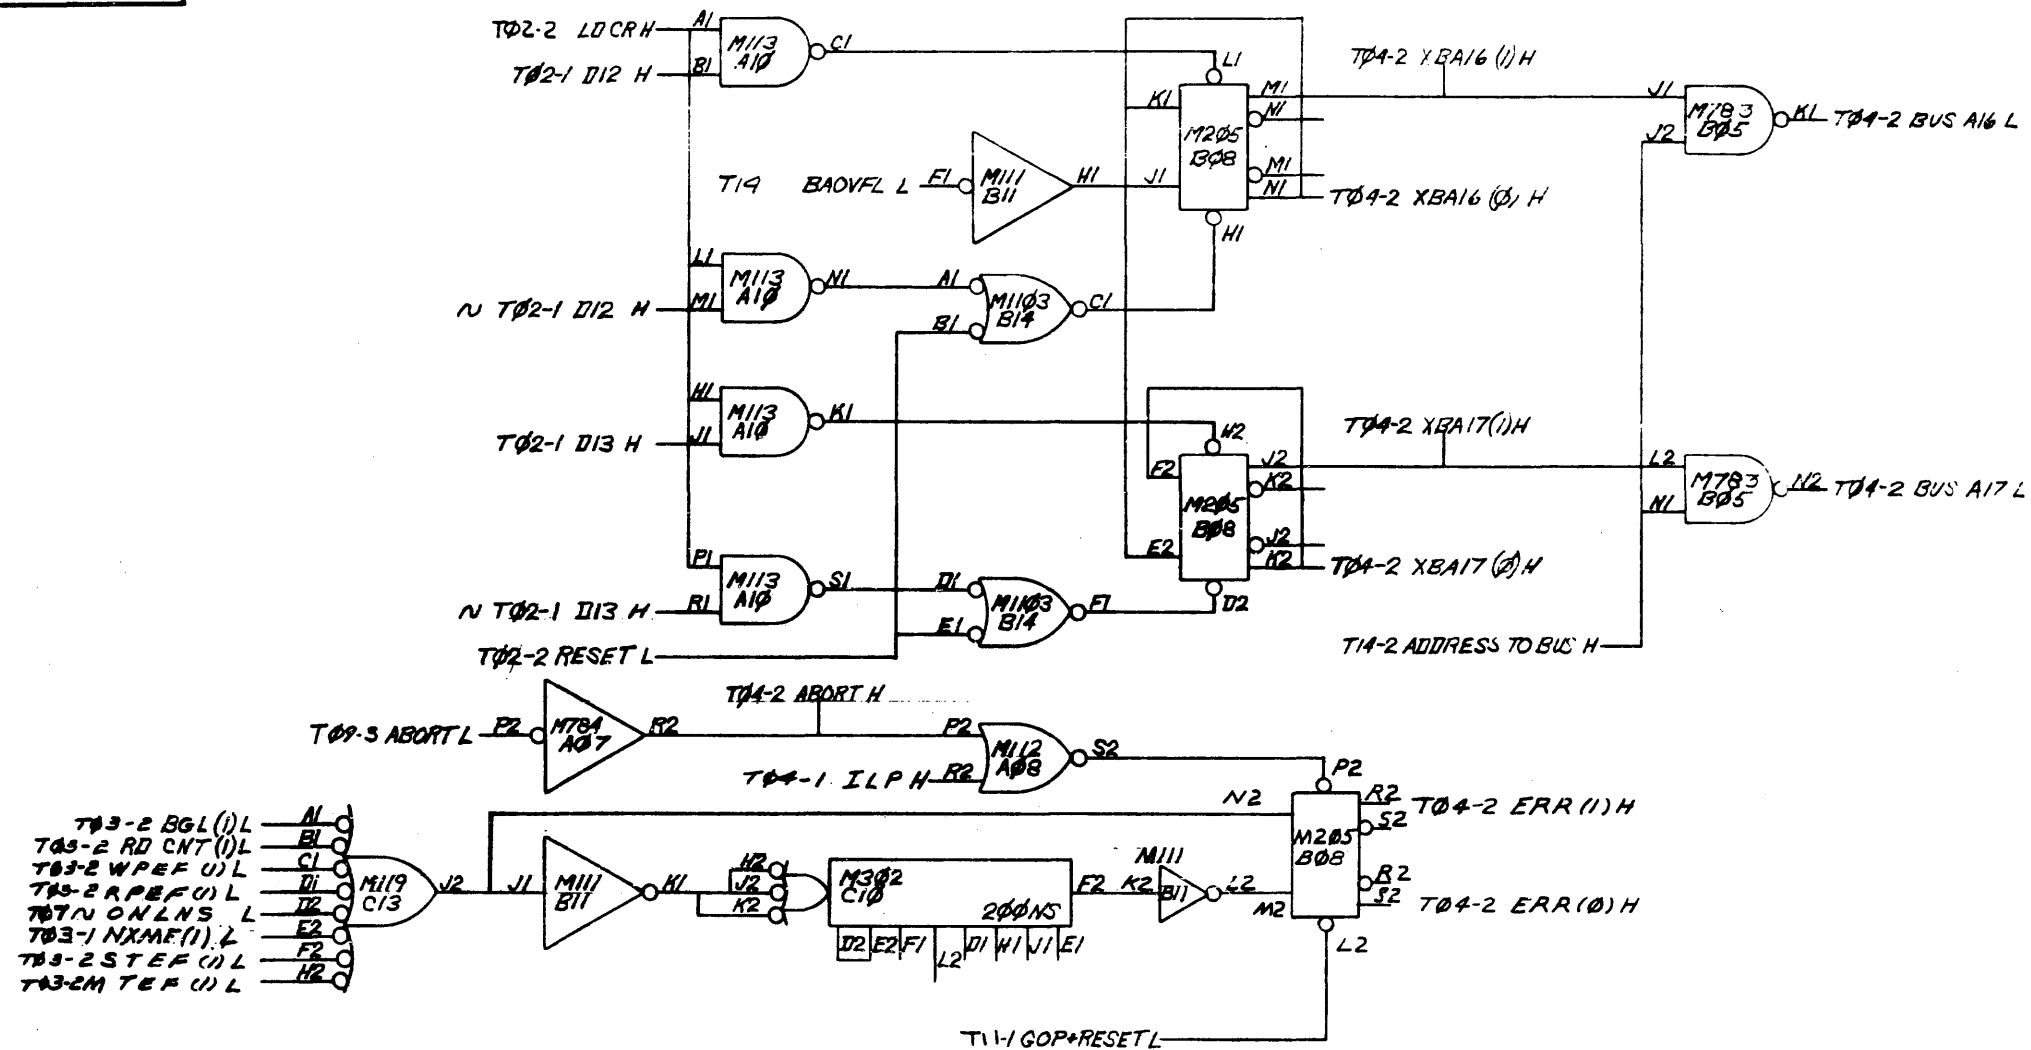 TØ2-2 LDCR H A1 M113 AlØ C1
TØ2-1 D12 H B1
L1
TØ4-2 XBA16 (1) H
K1 M2Ø5 BØ8 M1 N1 M1 N1
J1 M783 BØ5 K1 TØ4-2 BUS A16 L
J2
T14 BAOVFL L F1 M111 B11 H1 J1
TØ4-2 XBA16 (Ø) H
H1
L1 M113 A1Ø N1 A1 M11Ø3 B14 C1
~ TØ2-1 D12 H M1 B1
H1 M113 A1Ø K1
TØ2-1 D13 H J1
H2
TØ4-2 XBA17(1)H
F2 M2Ø5 BØ8 J2 K2 J2 K2
E2
L2 M783 BØ5 N2 TØ4-2 BUS A17 L
N1
TØ4-2 XBA17 (Ø) H
P1 M113 A1Ø S1 D1 M11Ø3 B14 F1 D2
~ TØ2-1 D13 H R1 E1
TØ2-2 RESET L
T14-2 ADDRESS TO BUS H
TØ4-2 ABORT H
TØ9-3 ABORT L P2 M784 AØ7 R2 P2 M112 AØ8 S2
TØ4-1 ILP H R2
P2
N2 M2Ø5 BØ8 R2 TØ4-2 ERR (1) H
S2
R2
S2 TØ4-2 ERR (Ø) H
M2
L2
TØ3-2 BGL (1) L A1
TØ3-2 RD CNT (1) L B1
TØ3-2 WPEF (1) L C1
TØ3-2 RPEF (1) L D1
TØ7 ~ ONLNS L D2
TØ3-1 NXMF(1) L E2
TØ3-2 STEF (1) L F2
TØ3-2M TEF (1) L H2
M119 C13 J2 J1 M111 B11 K1
H2 J2 K2 M3Ø2 C1Ø 2ØØNS F2
M111 K2 B11 L2
D2 E2 F1 L2 D1 H1 J1 E1
T11-1 GOP+RESET L